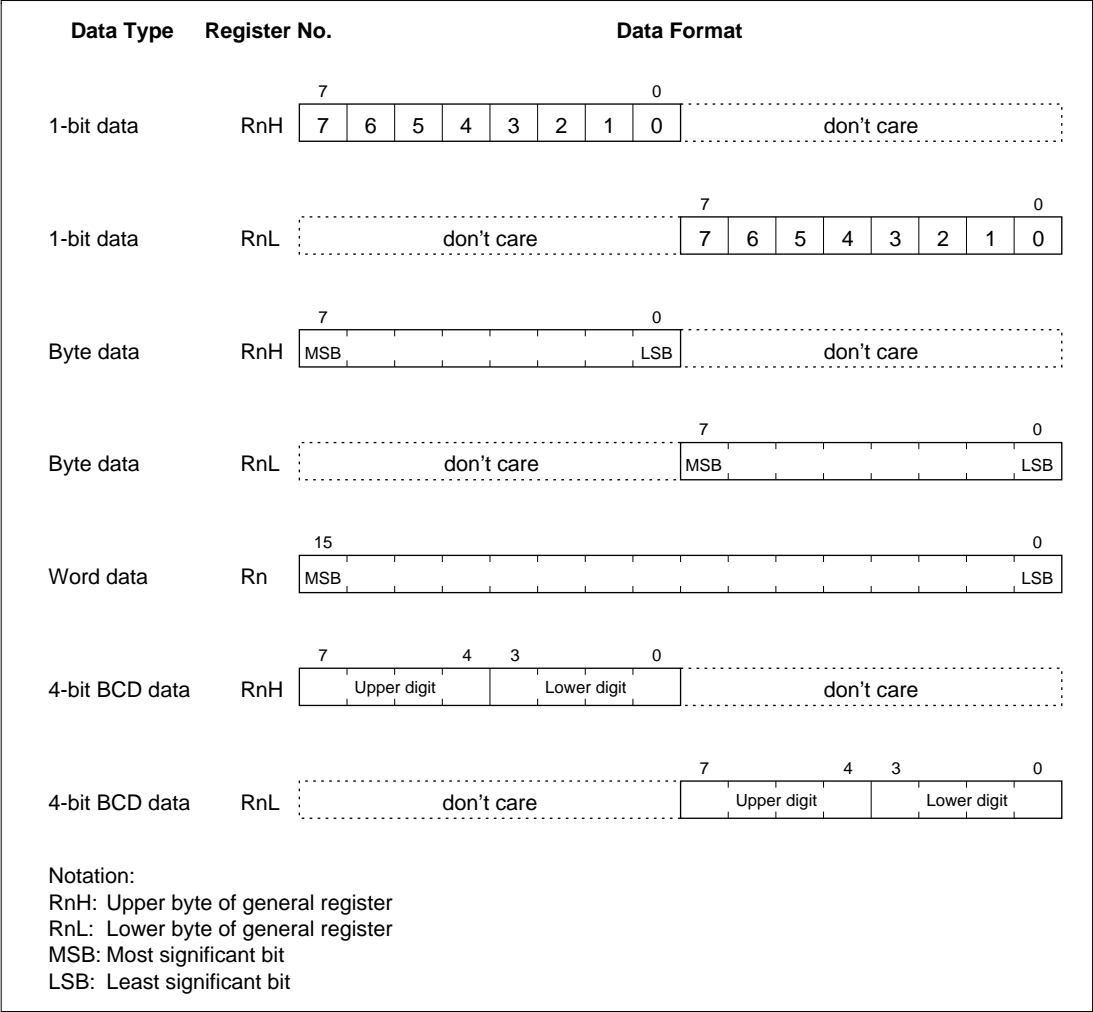 Data Type Register No. Data Format
7 0
1-bit data RnH 7 6 5 4 3 2 1 0 don't care
7 0
1-bit data RnL don't care 7 6 5 4 3 2 1 0
7 0
Byte data RnH MSB LSB don't care
7 0
Byte data RnL don't care MSB LSB
15 0
Word data Rn MSB LSB
7 4 3 0
4-bit BCD data RnH Upper digit Lower digit don't care
7 4 3 0
4-bit BCD data RnL don't care Upper digit Lower digit
Notation:
RnH: Upper byte of general register
RnL: Lower byte of general register
MSB: Most significant bit
LSB: Least significant bit